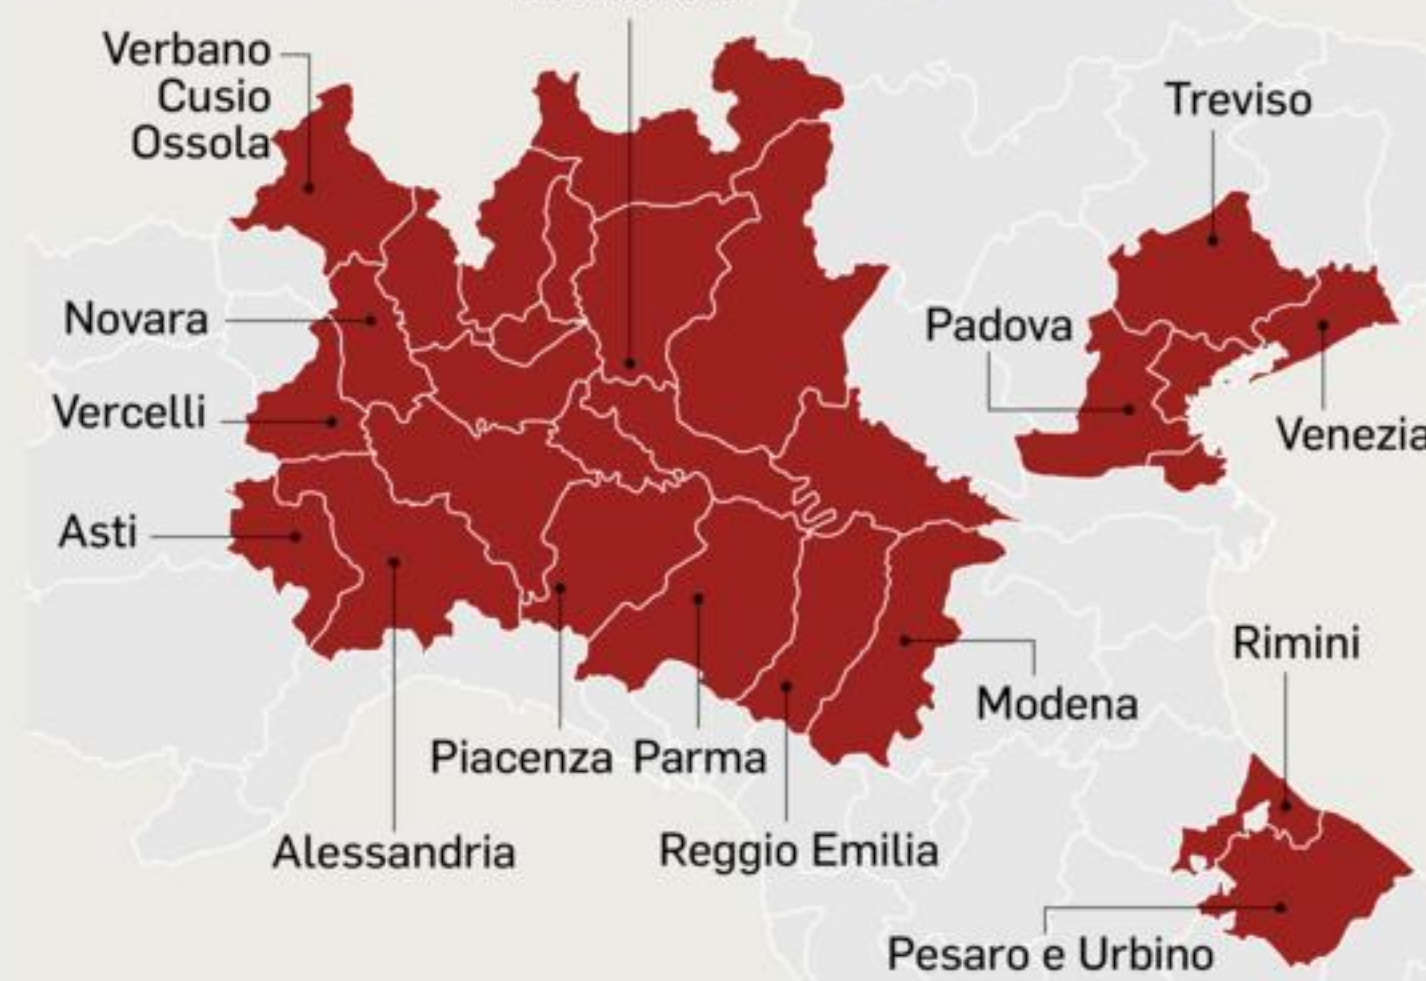 Verbano
Cusio
Ossola
Treviso
Novara
Padova
Vercelli
Venezia
Asti
Rimini
Modena
Piacenza
Parma
Alessandria
Reggio Emilia
Pesaro e Urbino